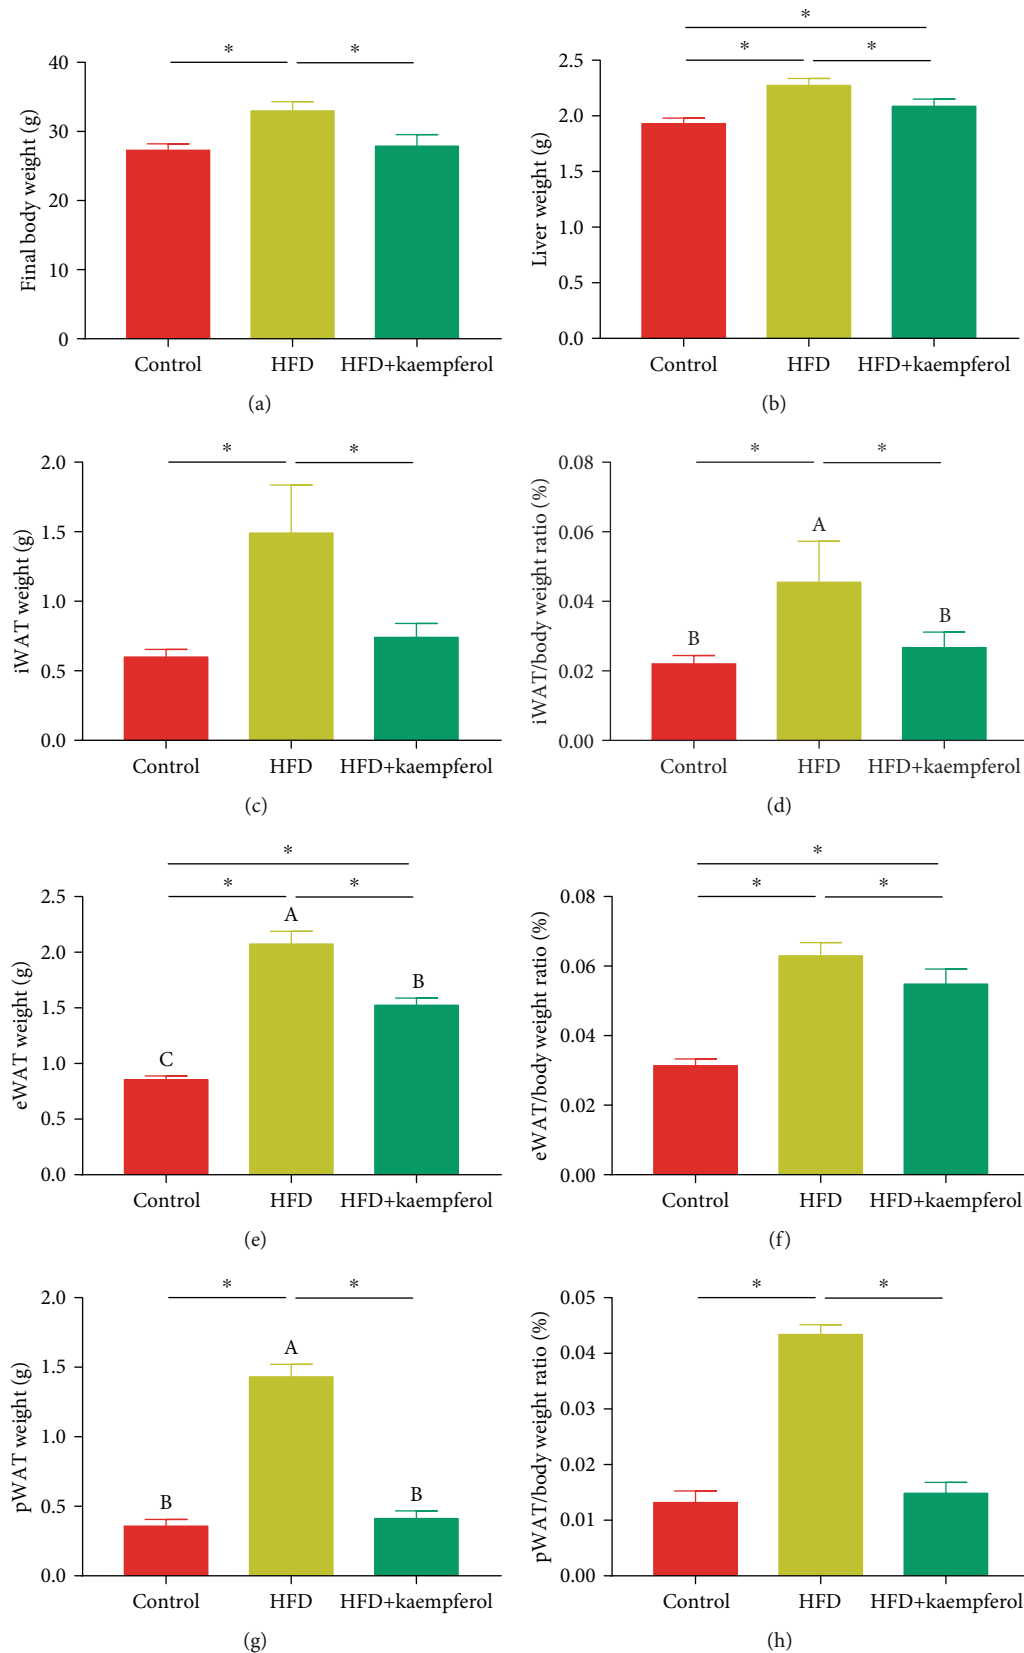 * *
Final body weight (g)
40
30
20
10
0
Control HFD HFD+kaempferol
(a)
*
* *
Liver weight (g)
2.5
2.0
1.5
1.0
0.5
0.0
Control HFD HFD+kaempferol
(b)
* *
iWAT weight (g)
2.0
1.5
1.0
0.5
0.0
Control HFD HFD+kaempferol
(c)
* *
iWAT/body weight ratio (%)
0.08
0.06
0.04
0.02
0.00
B A B
Control HFD HFD+kaempferol
(d)
*
* *
eWAT weight (g)
2.5
2.0
1.5
1.0
0.5
0.0
C A B
Control HFD HFD+kaempferol
(e)
*
* *
eWAT/body weight ratio (%)
0.08
0.06
0.04
0.02
0.00
Control HFD HFD+kaempferol
(f)
* *
pWAT weight (g)
2.0
1.5
1.0
0.5
0.0
B A B
Control HFD HFD+kaempferol
(g)
* *
pWAT/body weight ratio (%)
0.05
0.04
0.03
0.02
0.01
0.00
Control HFD HFD+kaempferol
(h)